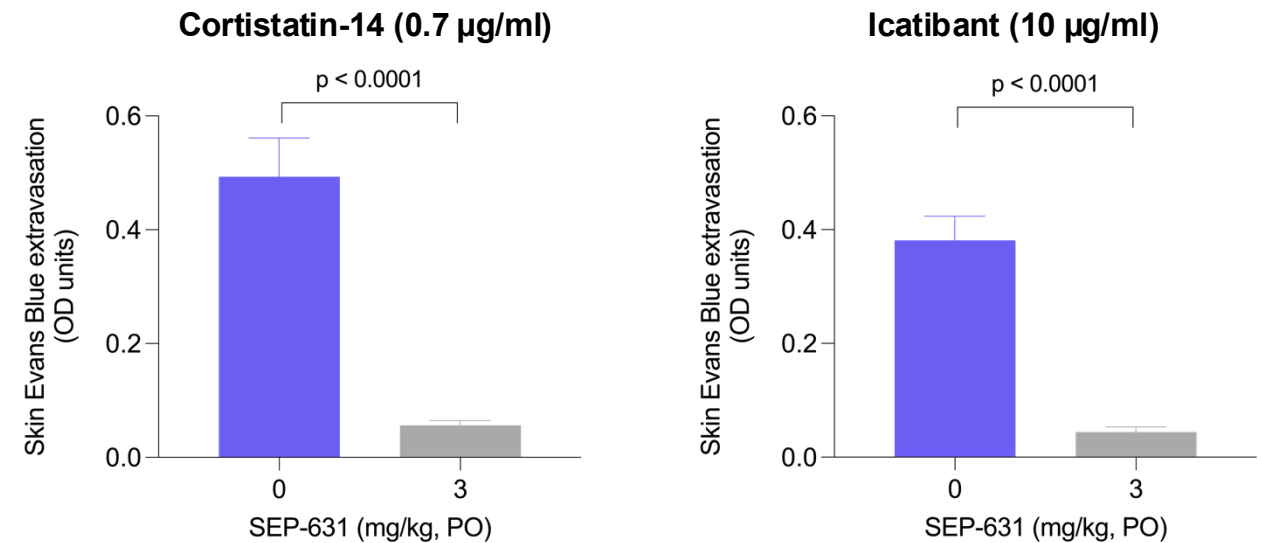 Cortistatin-14 (0.7 µg/ml)
p < 0.0001
Skin Evans Blue extravasation
(OD units)
0.6
0.4
0.2
0.0
0
3
SEP-631 (mg/kg, PO)
Icatibant (10 µg/ml)
p < 0.0001
Skin Evans Blue extravasation
(OD units)
0.6
0.4
0.2
0.0
0
3
SEP-631 (mg/kg, PO)